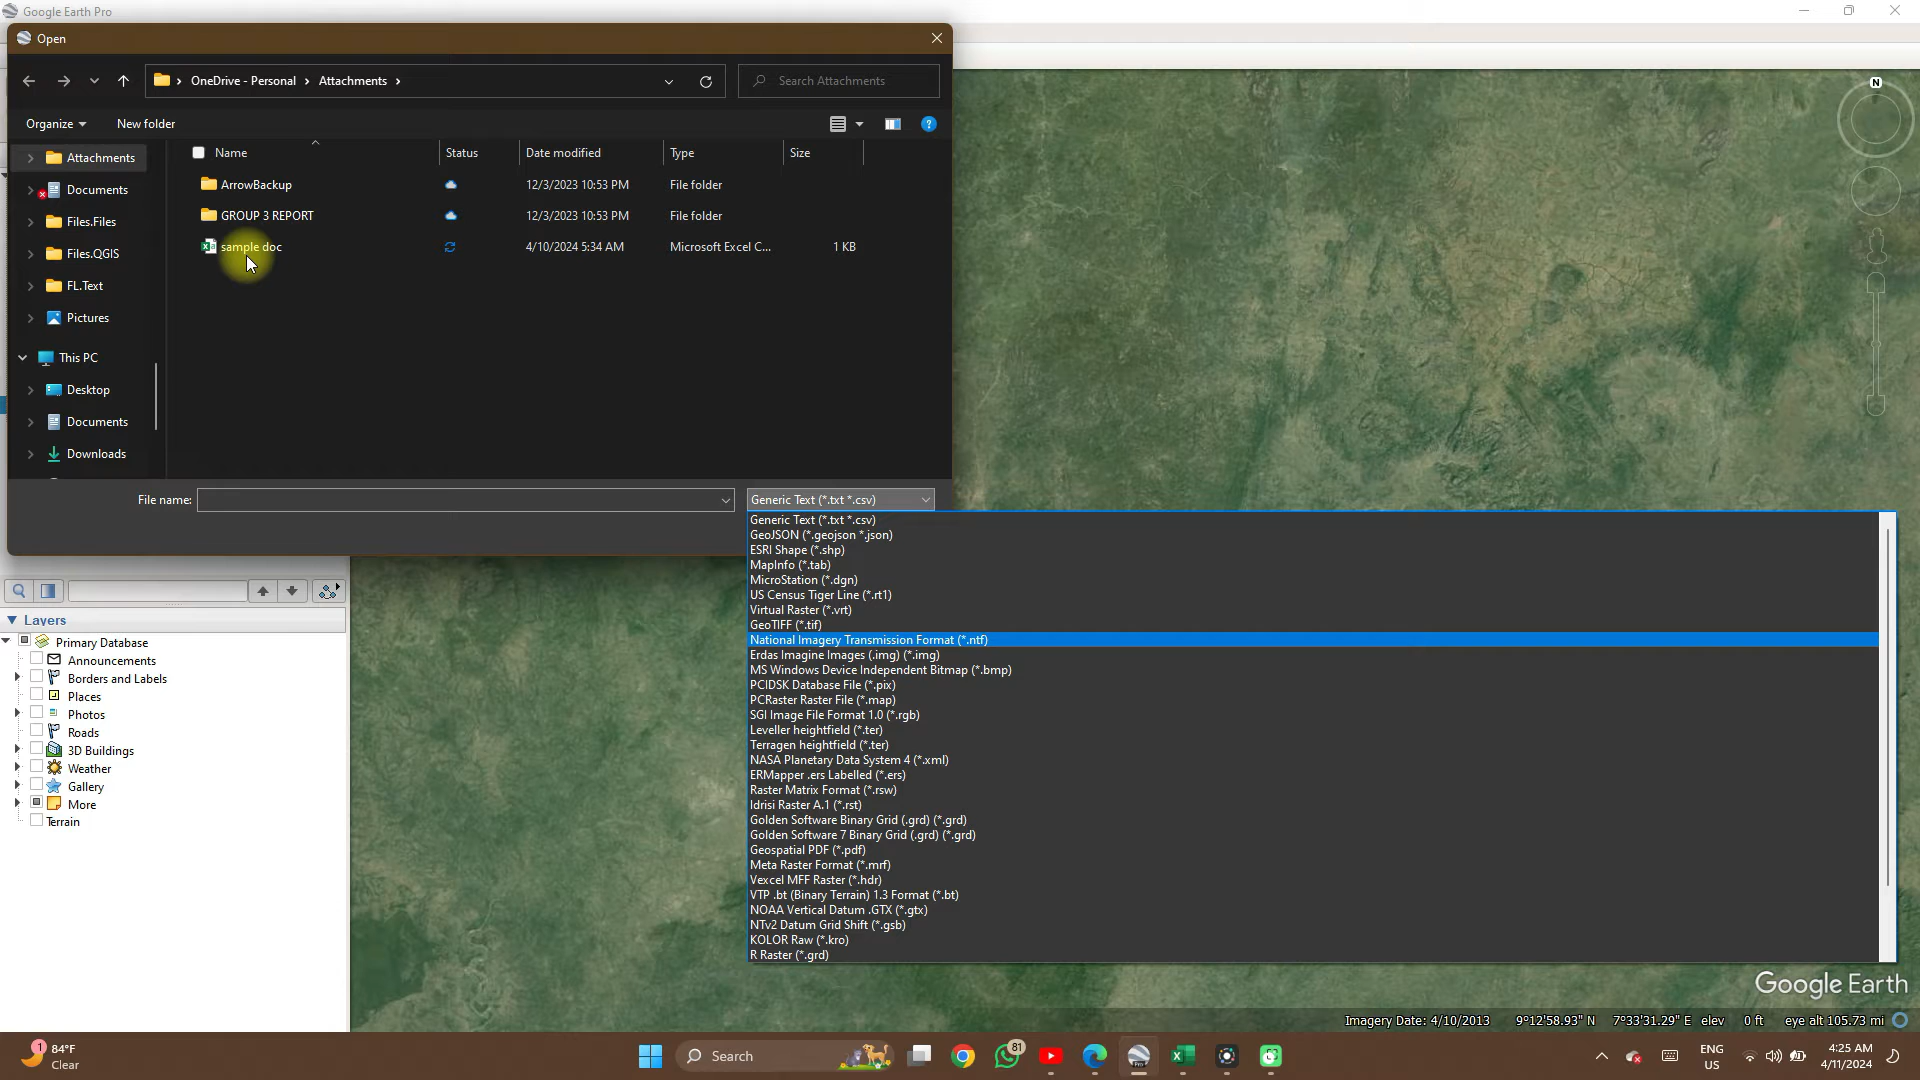 Google Earth Pro
Open
OneDrive - Personal
Attachments
Search Attachments
Organize
New folder
Name
Status
Date modified
Type
Size
Attachments
ArrowBackup
12/3/2023 10:53 PM
File folder
Documents
GROUP 3 REPORT
12/3/2023 10:53 PM
File folder
Files.Files
sample doc
4/10/2024 5:34 AM
Microsoft Excel C...
1 KB
Files.QGIS
FL.Text
Pictures
This PC
Desktop
Documents
Downloads
File name:
Generic Text (*.txt *.csv)
Generic Text (*.txt *.csv)
GeoJSON (*.geojson *.json)
ESRI Shape (*.shp)
MapInfo (*.tab)
MicroStation (*.dgn)
US Census Tiger Line (*.rt1)
Virtual Raster (*.vrt)
GeoTIFF (*.tif)
National Imagery Transmission Format (*.ntf)
Erdas Imagine Images (.img) (*.img)
MS Windows Device Independent Bitmap (*.bmp)
PCIDSK Database File (*.pix)
PCRaster Raster File (*.map)
SGI Image File Format 1.0 (*.rgb)
Leveller heightfield (*.ter)
Terragen heightfield (*.ter)
NASA Planetary Data System 4 (*.xml)
ERMapper .ers Labelled (*.ers)
Raster Matrix Format (*.rsw)
Idrisi Raster A.1 (*.rst)
Golden Software Binary Grid (.grd) (*.grd)
Golden Software 7 Binary Grid (.grd) (*.grd)
Geospatial PDF (*.pdf)
Meta Raster Format (*.mrf)
Vexcel MFF Raster (*.hdr)
VTP .bt (Binary Terrain) 1.3 Format (*.bt)
NOAA Vertical Datum .GTX (*.gtx)
NTv2 Datum Grid Shift (*.gsb)
KOLOR Raw (*.kro)
R Raster (*.grd)
Layers
Primary Database
Announcements
Borders and Labels
Places
Photos
Roads
3D Buildings
Weather
Gallery
More
Terrain
N
Google Earth
Imagery Date: 4/10/2013 9°12'58.93" N 7°33'31.29" E elev 0 ft eye alt 105.73 mi
1
84°F
Clear
Search
81
Pro
ENG
US
4:25 AM
4/11/2024